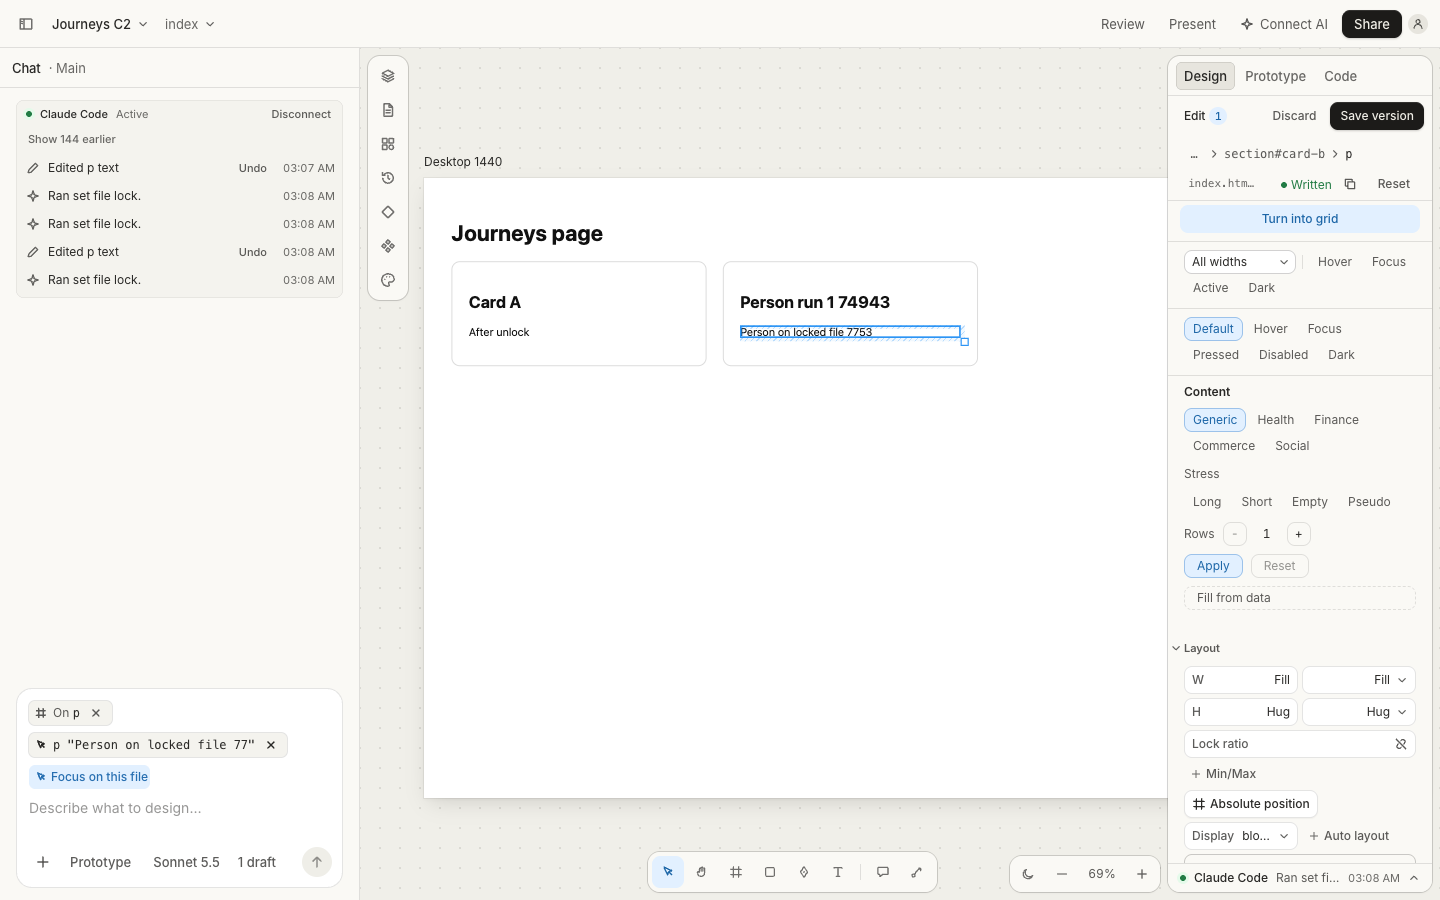 Journeys C2
index
Review
Present
Connect AI
Share
Chat · Main
Claude Code Active Disconnect
Show 144 earlier
Edited p text Undo 03:07 AM
Ran set file lock. 03:08 AM
Ran set file lock. 03:08 AM
Edited p text Undo 03:08 AM
Ran set file lock. 03:08 AM
On p
p "Person on locked file 77"
Focus on this file
Describe what to design...
Prototype Sonnet 5.5 1 draft
Desktop 1440
Journeys page
Card A
After unlock
Person run 1 74943
Person on locked file 7753
69%
Design Prototype Code
Edit 1 Discard Save version
… section#card-b p
index.htm… Written Reset
Turn into grid
All widths Hover Focus
Active Dark
Default Hover Focus
Pressed Disabled Dark
Content
Generic Health Finance
Commerce Social
Stress
Long Short Empty Pseudo
Rows - 1 +
Apply Reset
Fill from data
Layout
W Fill Fill
H Hug Hug
Lock ratio
+ Min/Max
Absolute position
Display blo… + Auto layout
Claude Code Ran set fi… 03:08 AM